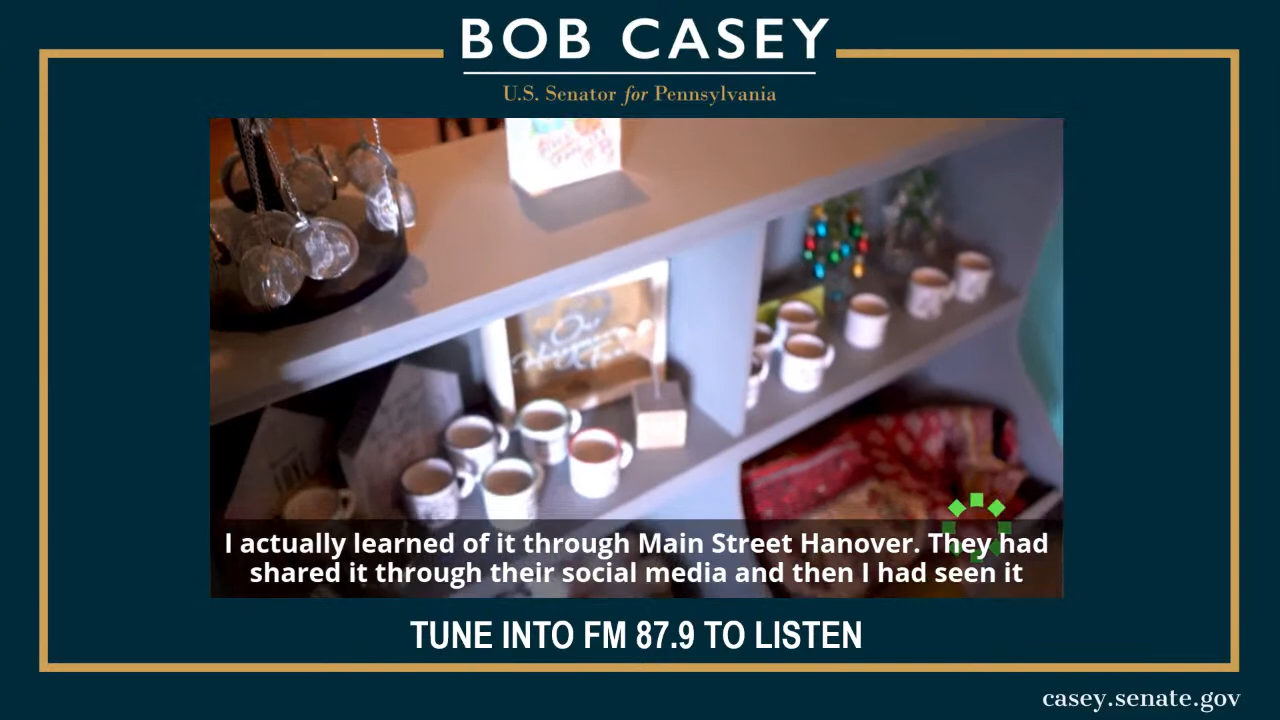 BOB CASEY
U.S. Senator for Pennsylvania
Our
I actually learned of it through Main Street Hanover. They had
shared it through their social media and then I had seen it
TUNE INTO FM 87.9 TO LISTEN
casey.senate.gov